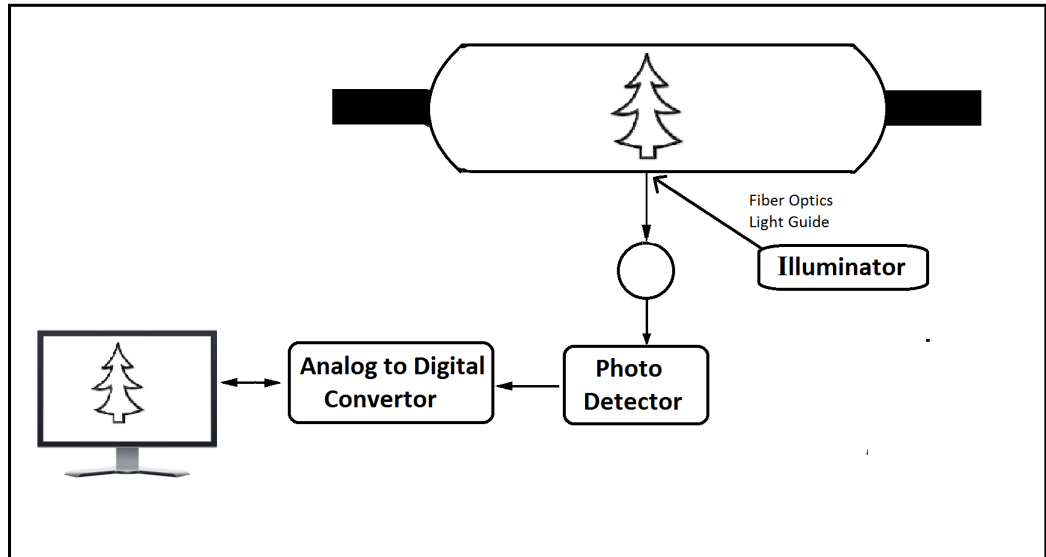 Fiber Optics
Light Guide
Illuminator
Analog to Digital
Convertor
Photo
Detector